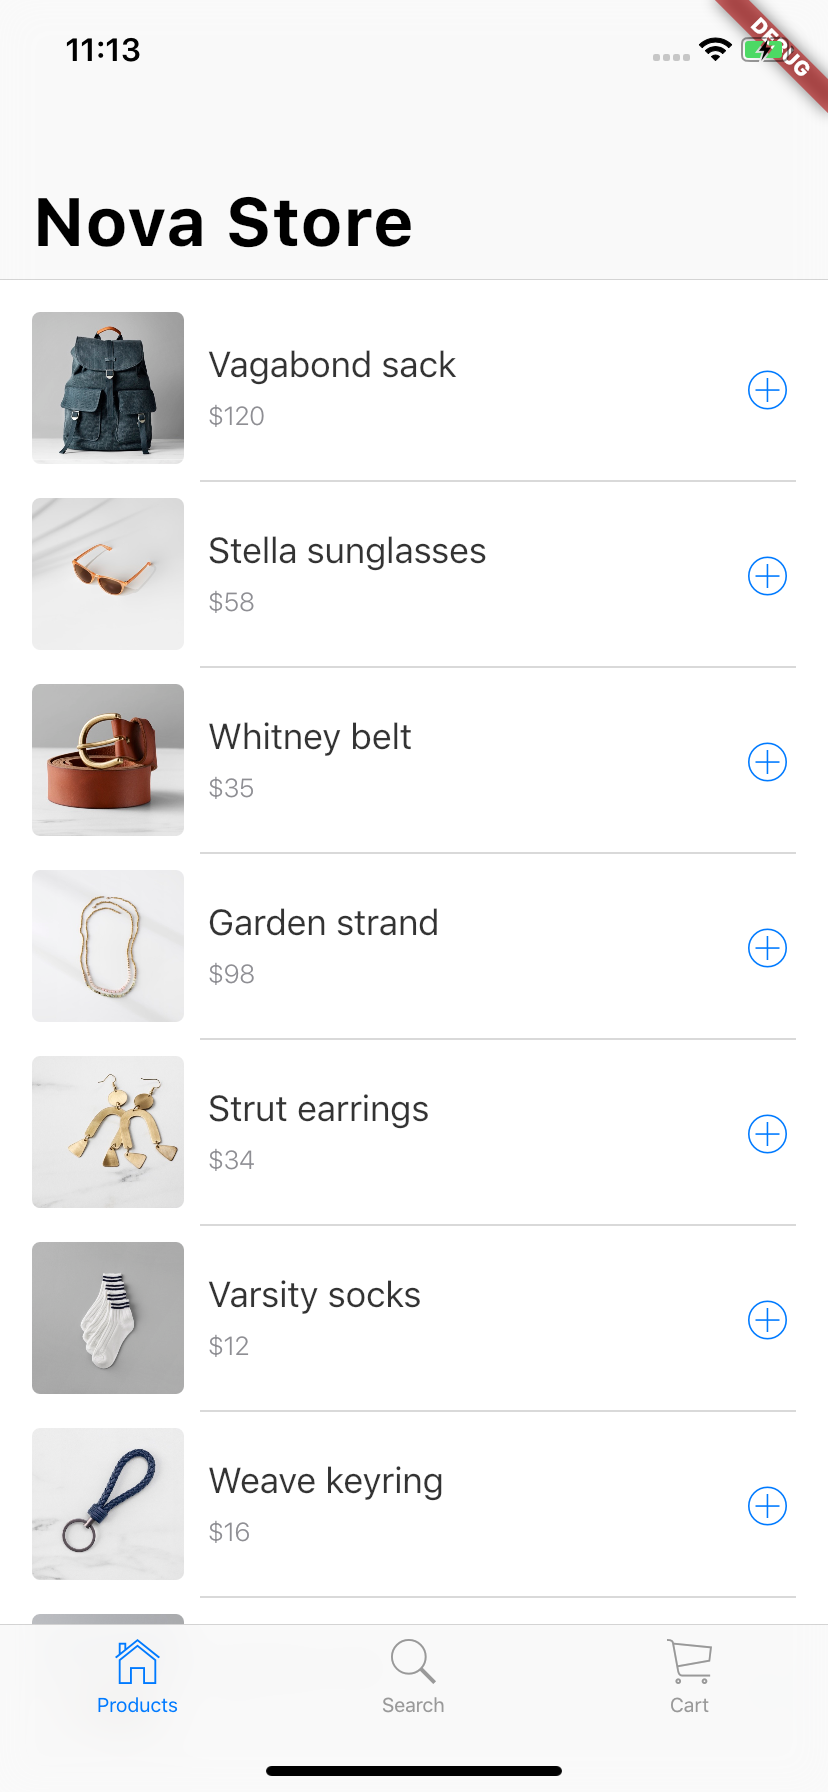 11:13
DEBUG
Nova Store
Vagabond sack
$120
Stella sunglasses
$58
Whitney belt
$35
Garden strand
$98
Strut earrings
$34
Varsity socks
$12
Weave keyring
$16
Products
Search
Cart